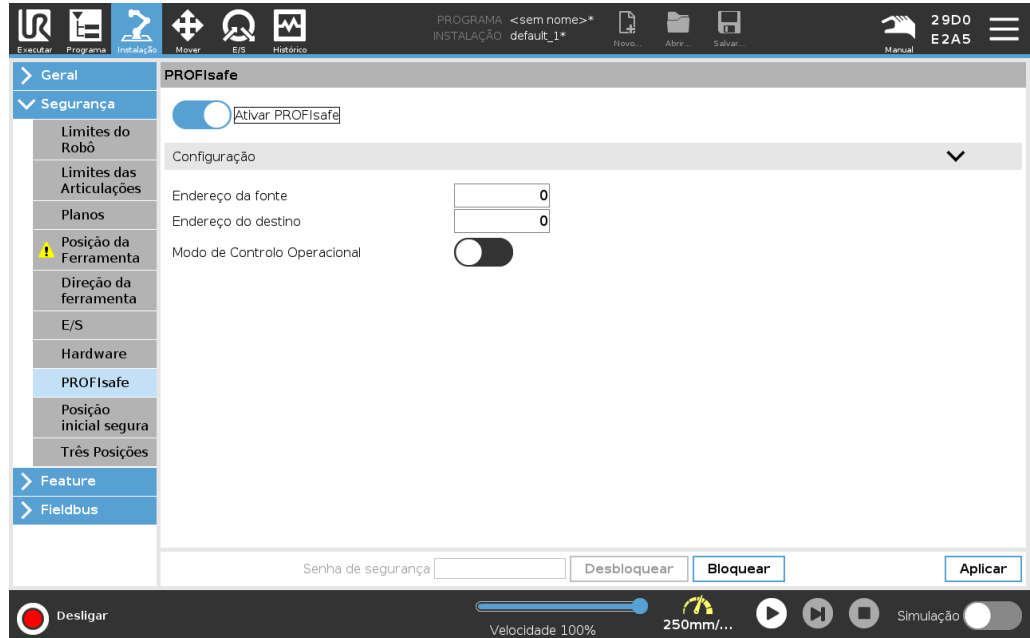 PROGRAMA <sem nome>*
INSTALAÇÃO default_1*
Executar
Programa
Instalação
Mover
E/S
Histórico
Novo...
Abrir...
Salvar...
Manual
29D0
E2A5
Geral
Segurança
Limites do
Robô
Limites das
Articulações
Planos
Posição da
Ferramenta
Direção da
ferramenta
E/S
Hardware
PROFIsafe
Posição
inicial segura
Três Posições
Feature
Fieldbus
PROFIsafe
Ativar PROFIsafe
Configuração
Endereço da fonte 0
Endereço do destino 0
Modo de Controlo Operacional
Senha de segurança Desbloquear Bloquear Aplicar
Desligar
Velocidade 100%
250mm/...
Simulação